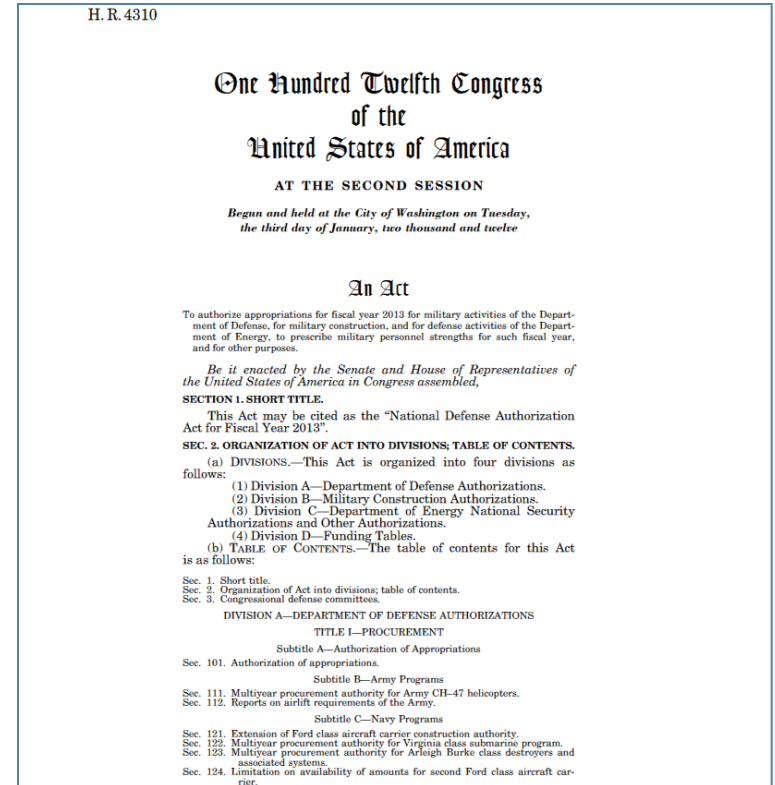 H. R. 4310
One Hundred Twelfth Congress
of the
United States of America
AT THE SECOND SESSION
Begun and held at the City of Washington on Tuesday,
the third day of January, two thousand and twelve
An Act
To authorize appropriations for fiscal year 2013 for military activities of the Depart-
ment of Defense, for military construction, and for defense activities of the Depart-
ment of Energy, to prescribe military personnel strengths for such fiscal year,
and for other purposes.
Be it enacted by the Senate and House of Representatives of
the United States of America in Congress assembled,
SECTION 1. SHORT TITLE.
This Act may be cited as the “National Defense Authorization
Act for Fiscal Year 2013”.
SEC. 2. ORGANIZATION OF ACT INTO DIVISIONS; TABLE OF CONTENTS.
(a) DIVISIONS.—This Act is organized into four divisions as
follows:
(1) Division A—Department of Defense Authorizations.
(2) Division B—Military Construction Authorizations.
(3) Division C—Department of Energy National Security
Authorizations and Other Authorizations.
(4) Division D—Funding Tables.
(b) TABLE OF CONTENTS.—The table of contents for this Act
is as follows:
Sec. 1. Short title.
Sec. 2. Organization of Act into divisions; table of contents.
Sec. 3. Congressional defense committees.
DIVISION A—DEPARTMENT OF DEFENSE AUTHORIZATIONS
TITLE I—PROCUREMENT
Subtitle A—Authorization of Appropriations
Sec. 101. Authorization of appropriations.
Subtitle B—Army Programs
Sec. 111. Multiyear procurement authority for Army CH–47 helicopters.
Sec. 112. Reports on airlift requirements of the Army.
Subtitle C—Navy Programs
Sec. 121. Extension of Ford class aircraft carrier construction authority.
Sec. 122. Multiyear procurement authority for Virginia class submarine program.
Sec. 123. Multiyear procurement authority for Arleigh Burke class destroyers and
associated systems.
Sec. 124. Limitation on availability of amounts for second Ford class aircraft car-
rier.